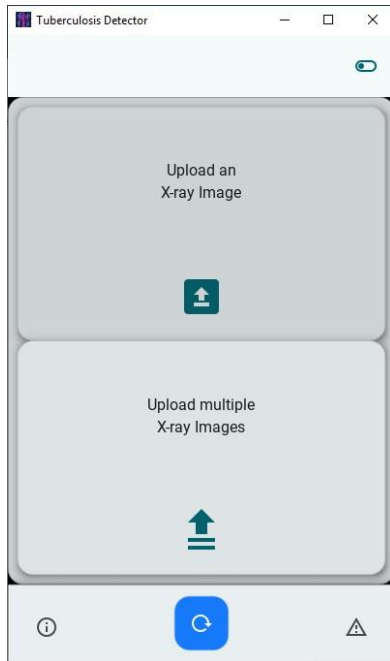 Tuberculosis Detector
Upload an
X-ray Image
Upload multiple
X-ray Images